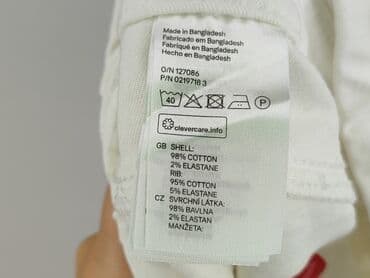 Made in Bangladesh
Fabricado em Bangladesh
Fabriqué en Bangladesh
Hecho en Bangladesh
O/N 127086
P/N 0219718 3
40
P
clevercare.info
GB SHELL:
98% COTTON
2% ELASTANE
RIB:
95% COTTON
5% ELASTANE
CZ SVRCHNÍ LÁTKA:
98% BAVLNA
2% ELASTAN
MANŽETA: